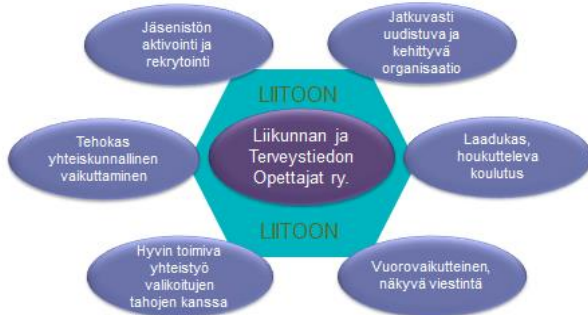 Jäsenistön
aktivointi ja
rekrytointi
Jatkuvasti
uudistuva ja
kehittyvä
organisaatio
LIITOON
Tehokas
yhteiskunnallinen
vaikuttaminen
Liikunnan ja
Terveystiedon
Opettajat ry.
Laadukas,
houkutteleva
koulutus
LIITOON
Hyvin toimiva
yhteistyö
valikoitujen
tahojen kanssa
Vuorovaikutteinen,
näkyvä viestintä